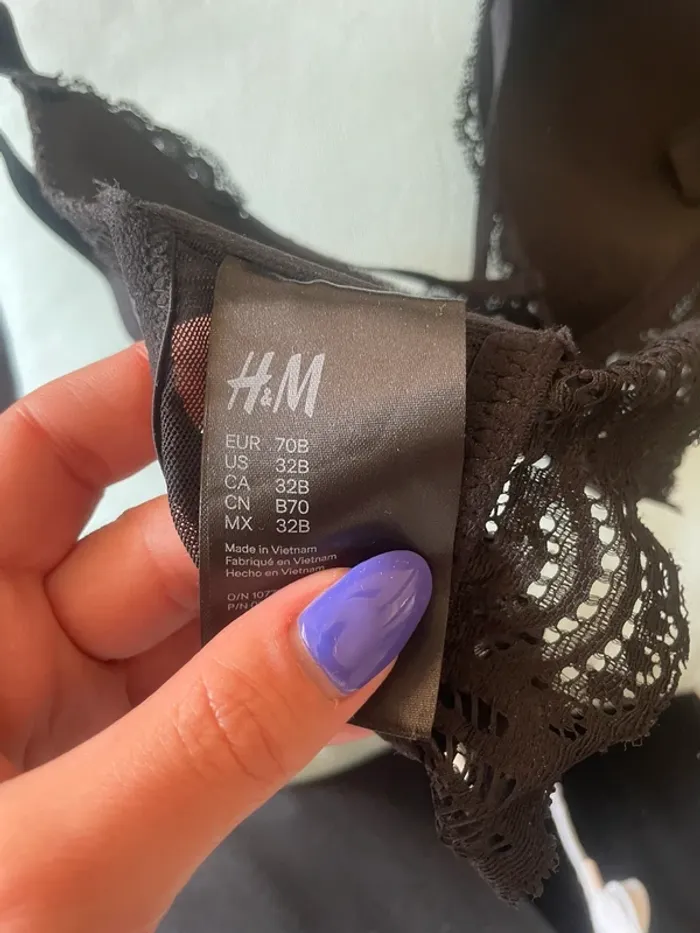 H&M
EUR 70B
US 32B
CA 32B
CN B70
MX 32B
Made in Vietnam
Fabriqué en Vietnam
Hecho en Vietnam
O/N 107
P/N